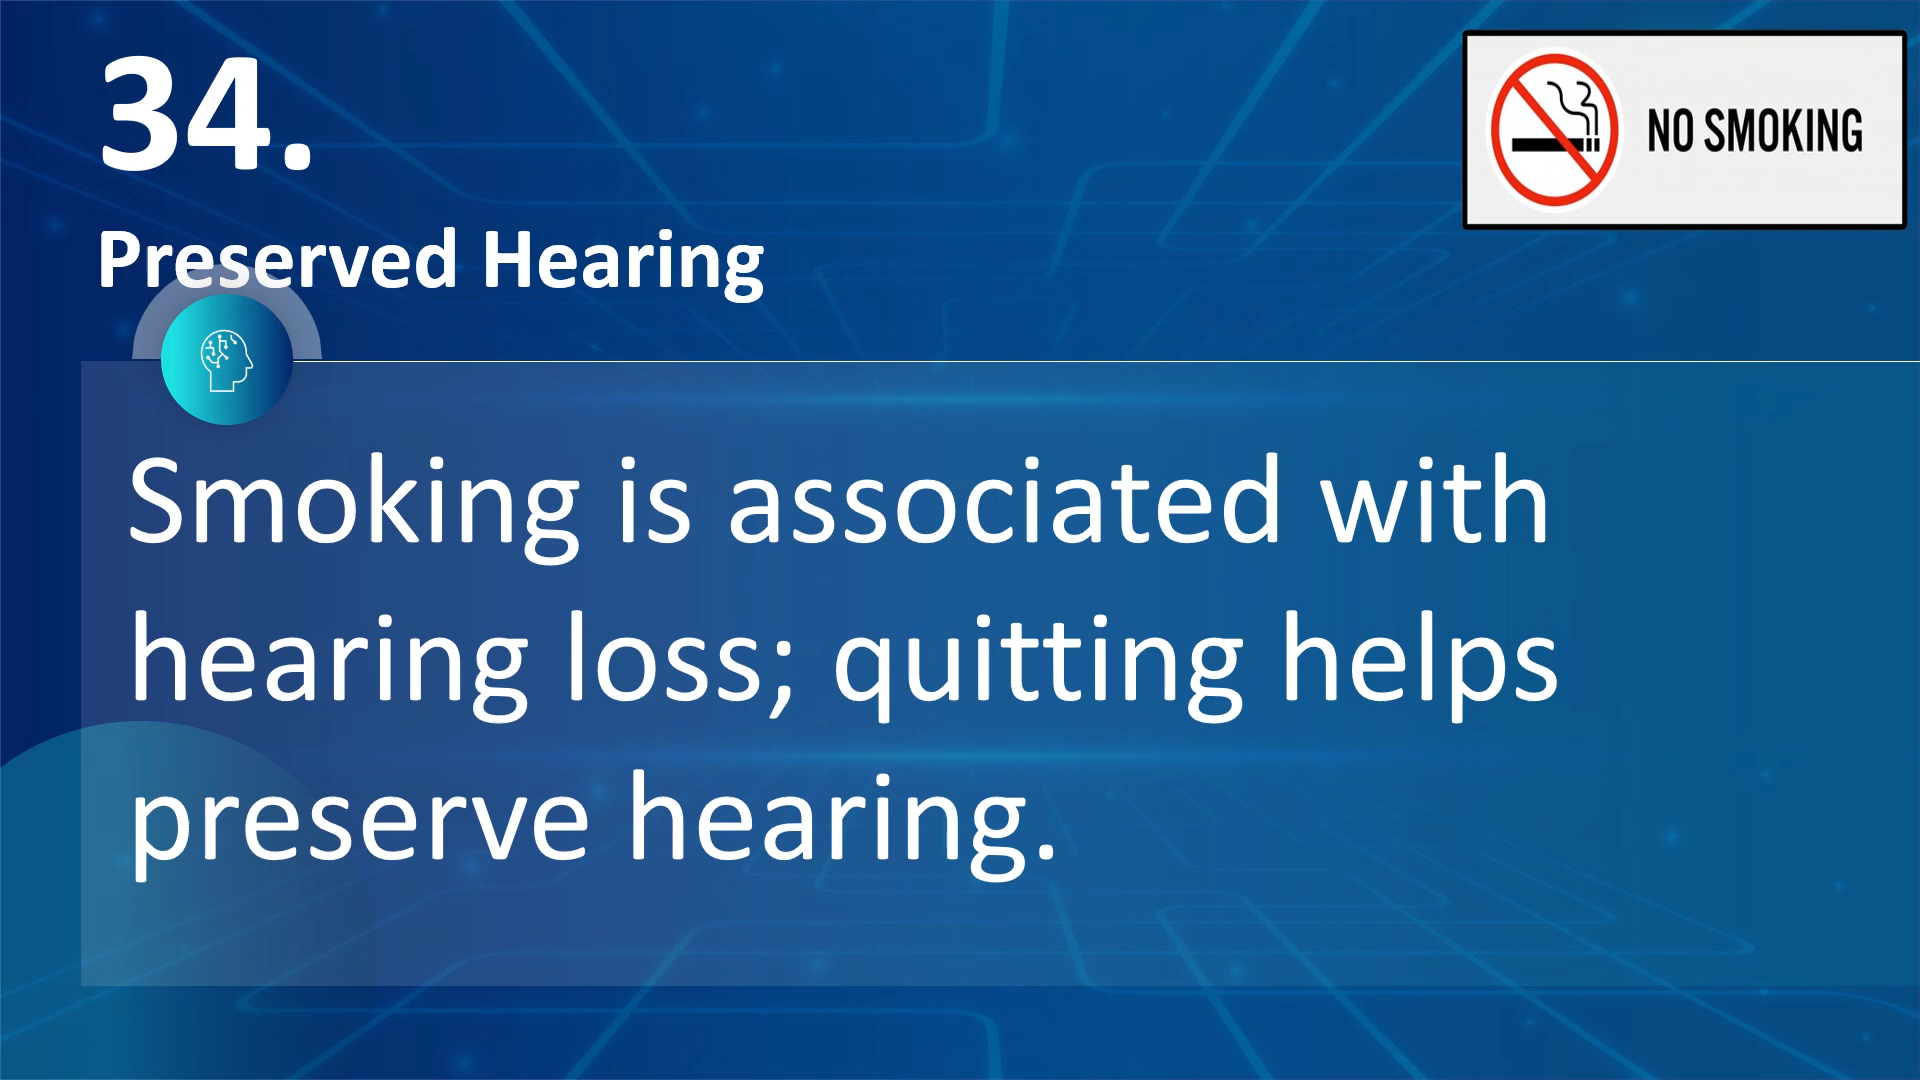 34.
NO SMOKING
Preserved Hearing
Smoking is associated with
hearing loss; quitting helps
preserve hearing.